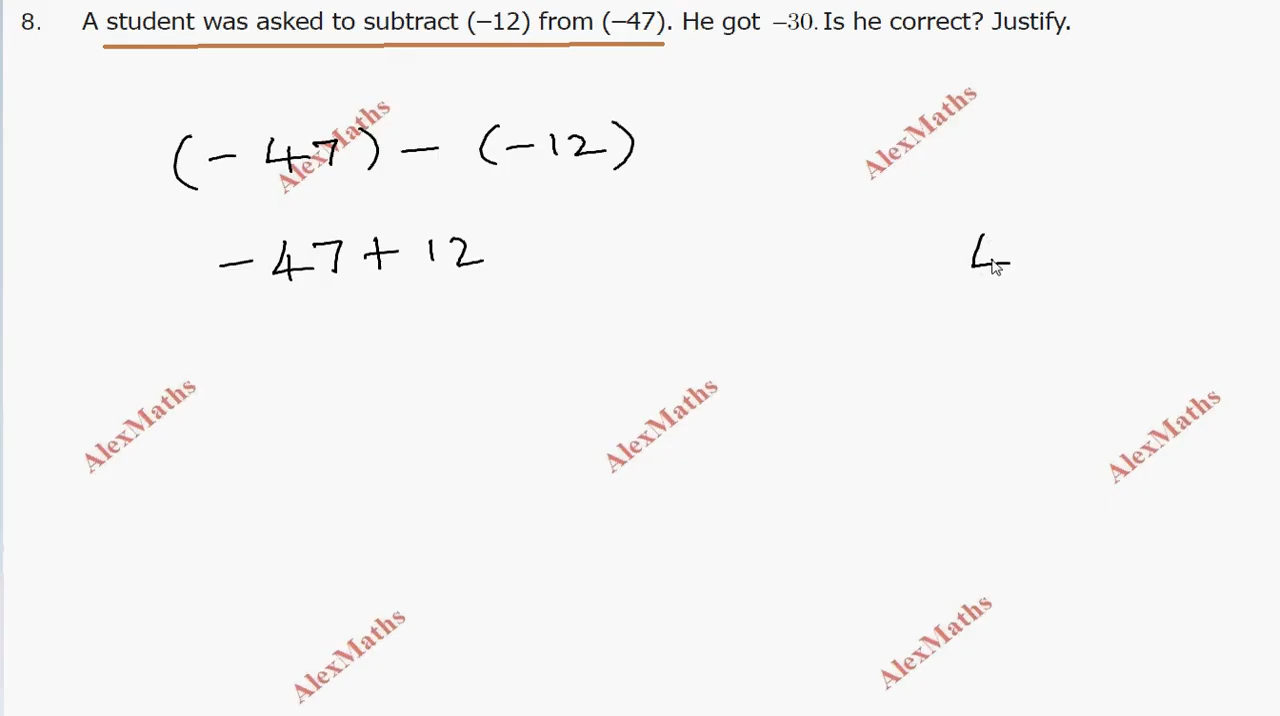 8. A student was asked to subtract (−12) from (−47). He got −30. Is he correct? Justify.
AlexMaths
AlexMaths
(- 47) - (-12)
-47 + 12
4
AlexMaths
AlexMaths
AlexMaths
AlexMaths
AlexMaths